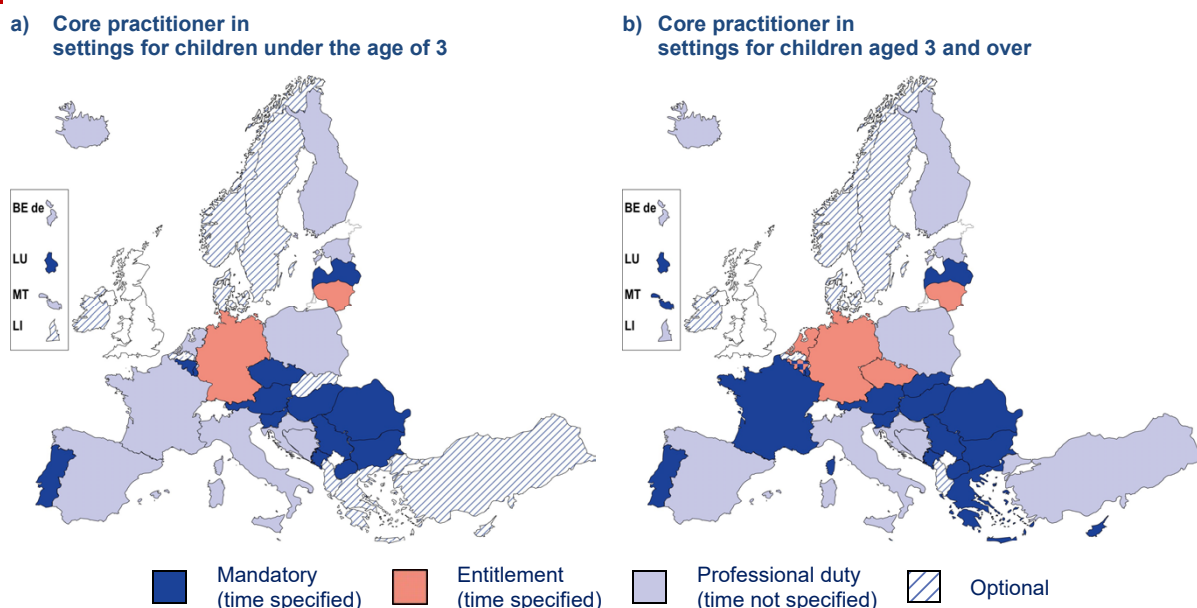 a) Core practitioner in
settings for children under the age of 3
b) Core practitioner in
settings for children aged 3 and over
BE de
LU
MT
LI
BE de
LU
MT
LI
Mandatory
(time specified)
Entitlement
(time specified)
Professional duty
(time not specified)
Optional